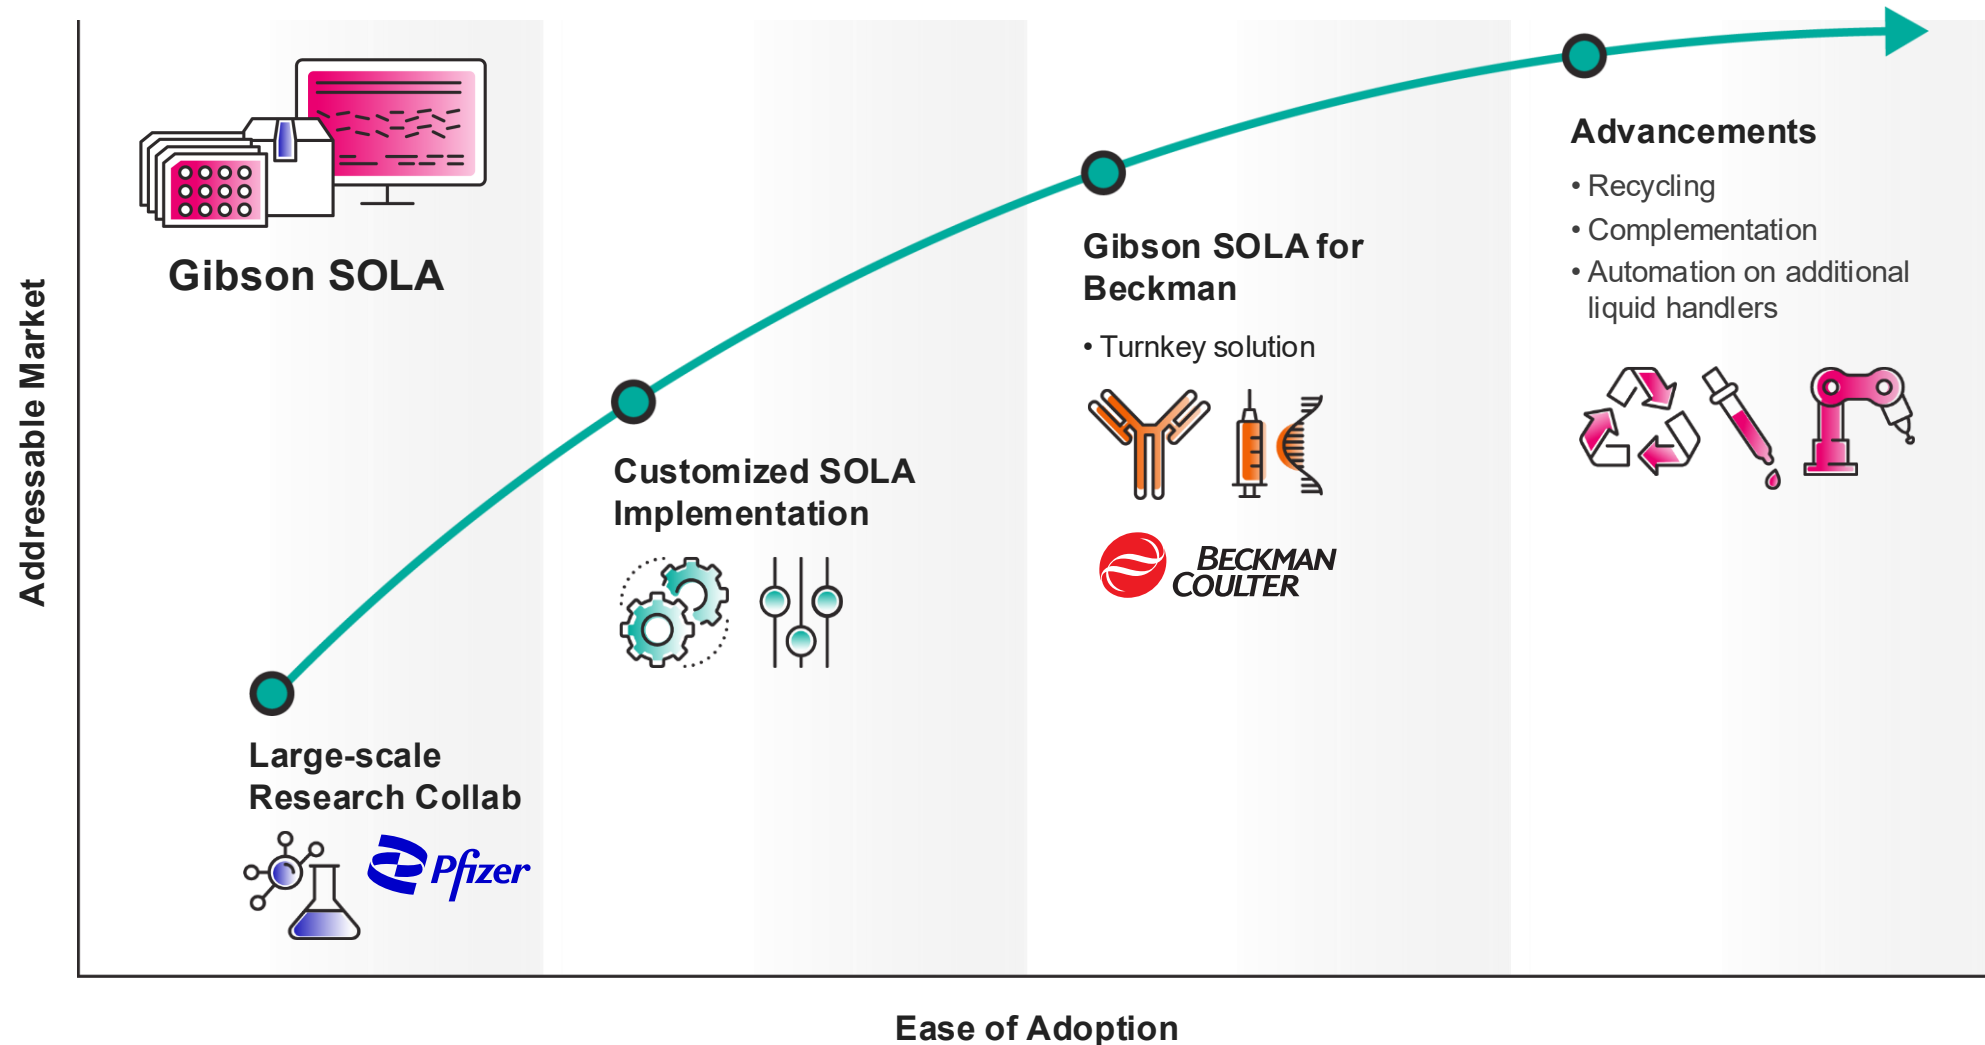 Gibson SOLA
Addressable Market
Large-scale
Research Collab
Pfizer
Customized SOLA
Implementation
Gibson SOLA for
Beckman
• Turnkey solution
BECKMAN
COULTER
Advancements
• Recycling
• Complementation
• Automation on additional
liquid handlers
Ease of Adoption